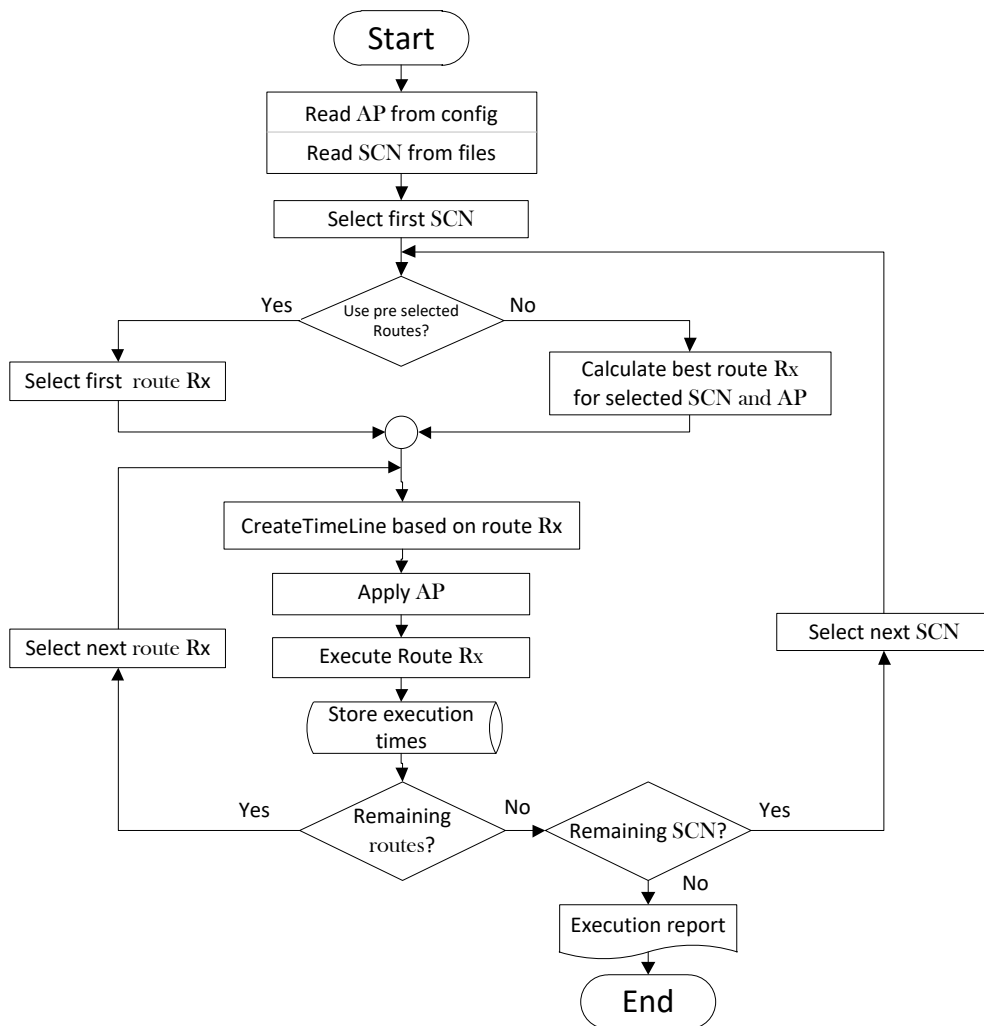 Start
Read AP from config
Read SCN from files
Select first SCN
Yes
Use pre selected
Routes?
No
Select first route Rx
Calculate best route Rx
for selected SCN and AP
CreateTimeLine based on route Rx
Apply AP
Select next route Rx
Execute Route Rx
Select next SCN
Store execution
times
Yes
Remaining
routes?
No
Remaining SCN?
Yes
No
Execution report
End